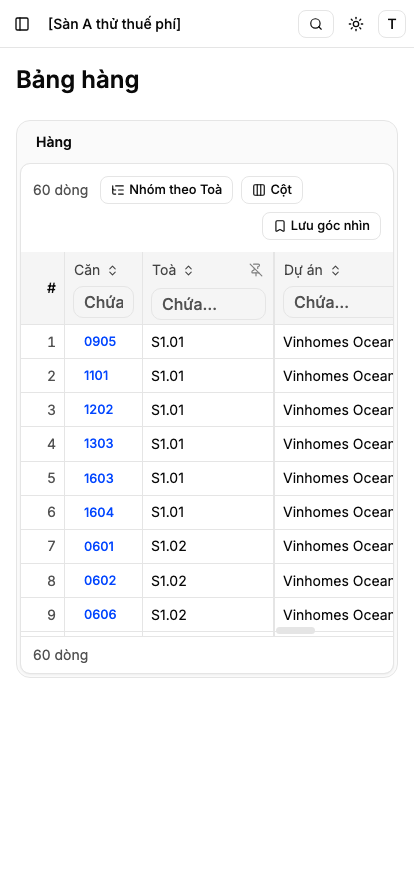 [Sàn A thử thuế phí]
T
Bảng hàng
Hàng
60 dòng
Nhóm theo Toà
Cột
Lưu góc nhìn
# Căn Toà Dự án
Chứa Chứa... Chứa...
1 0905 S1.01 Vinhomes Ocean
2 1101 S1.01 Vinhomes Ocean
3 1202 S1.01 Vinhomes Ocean
4 1303 S1.01 Vinhomes Ocean
5 1603 S1.01 Vinhomes Ocean
6 1604 S1.01 Vinhomes Ocean
7 0601 S1.02 Vinhomes Ocean
8 0602 S1.02 Vinhomes Ocean
9 0606 S1.02 Vinhomes Ocean
60 dòng